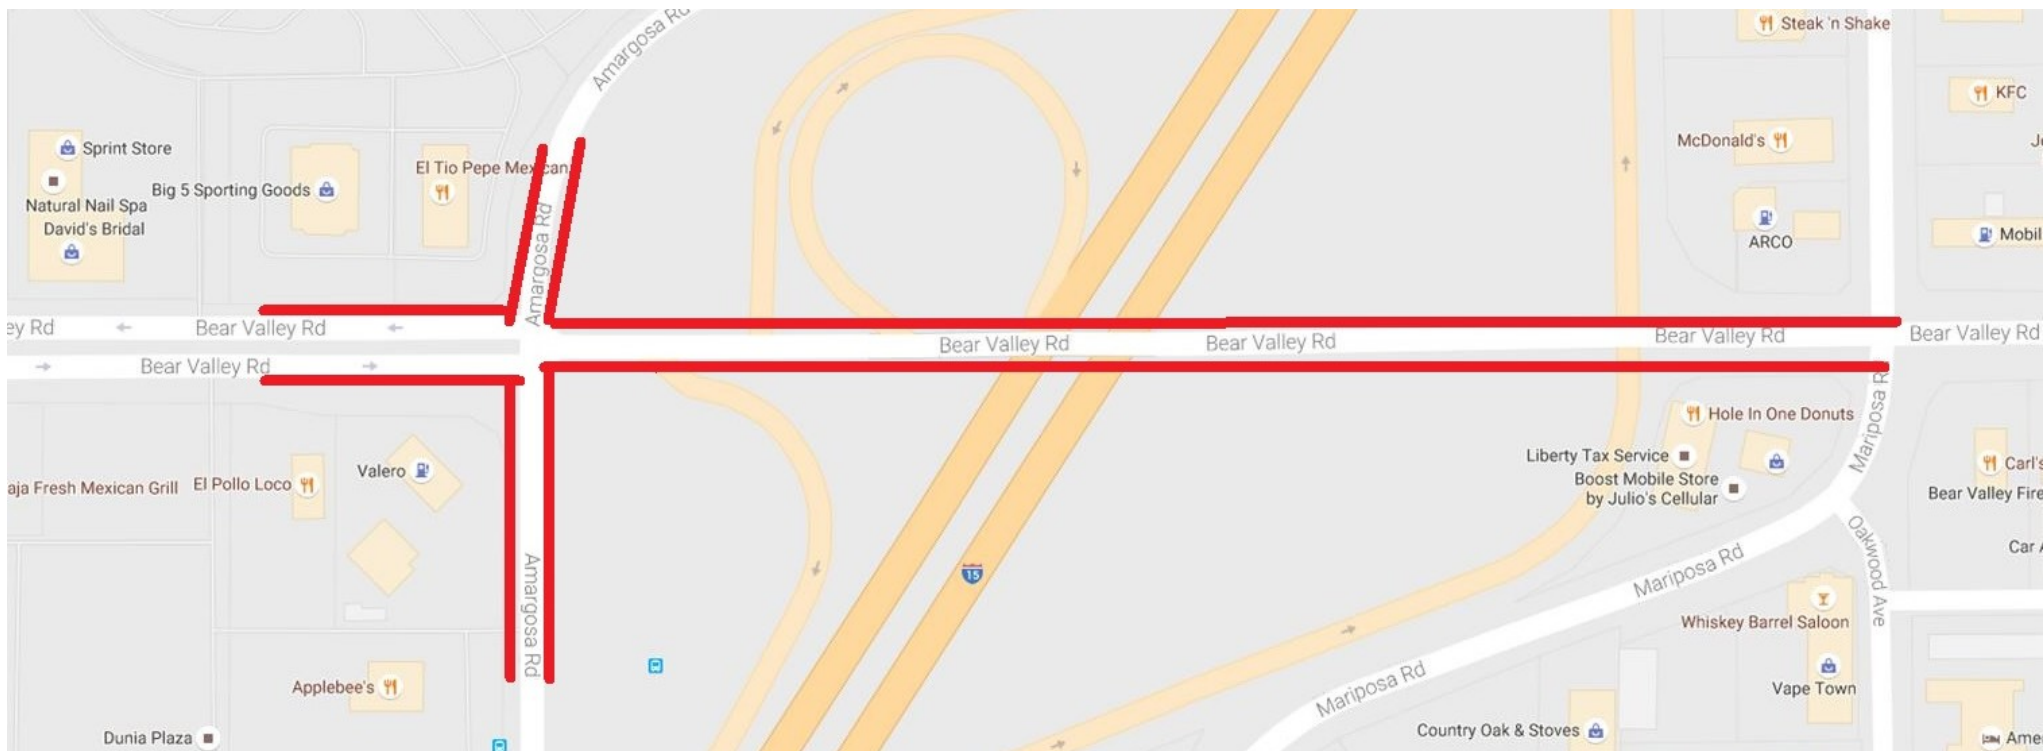 Amargosa Rd
Steak 'n Shake
KFC
McDonald's
Sprint Store
El Tio Pepe Mexican
Big 5 Sporting Goods
Natural Nail Spa
David's Bridal
Amargosa Rd
ARCO
Mobil
ey Rd
Bear Valley Rd
Bear Valley Rd
Bear Valley Rd
Bear Valley Rd
Bear Valley Rd
Bear Valley Rd
Mariposa R
Hole In One Donuts
Liberty Tax Service
Boost Mobile Store
by Julio's Cellular
Valero
El Pollo Loco
aja Fresh Mexican Grill
Carl's
Bear Valley Fire
Oakwood Ave
Car
15
Amargosa Rd
Mariposa Rd
Whiskey Barrel Saloon
Applebee's
Mariposa Rd
Vape Town
Dunia Plaza
Country Oak & Stoves
Ame